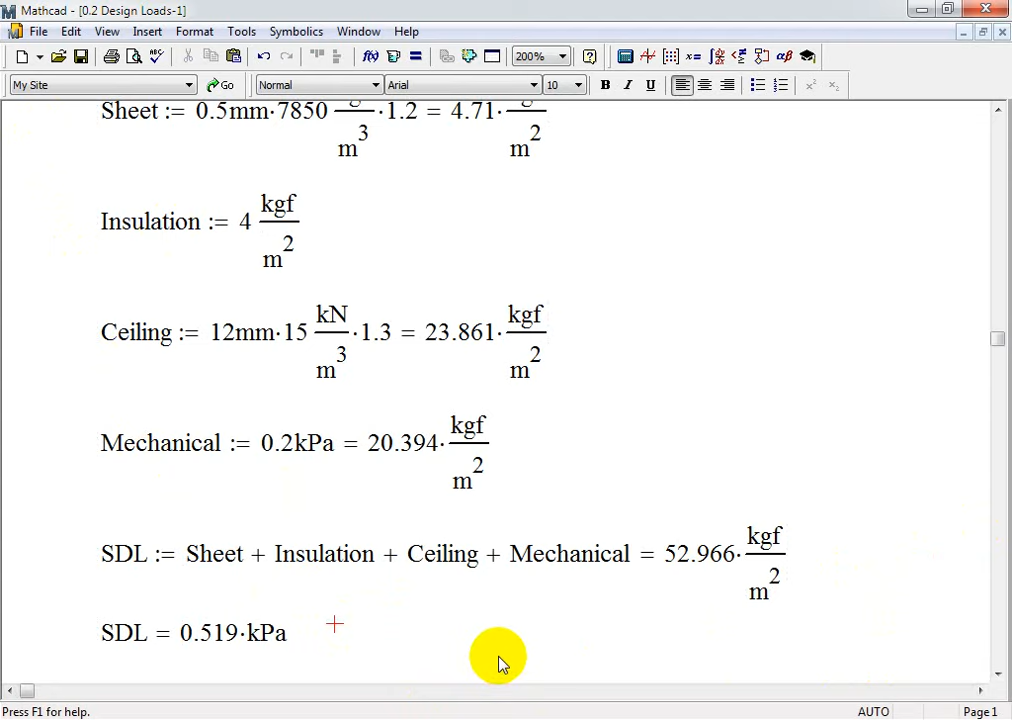 Mathcad - [0.2 Design Loads-1]
File Edit View Insert Format Tools Symbolics Window Help
200%
My Site Go Normal Arial 10 B I U
Sheet := 0.5mm·7850 /m^3 ·1.2 = 4.71· /m^2
Insulation := 4 kgf/m^2
Ceiling := 12mm·15 kN/m^3 ·1.3 = 23.861· kgf/m^2
Mechanical := 0.2kPa = 20.394· kgf/m^2
SDL := Sheet + Insulation + Ceiling + Mechanical = 52.966· kgf/m^2
SDL = 0.519·kPa
Press F1 for help. AUTO Page 1